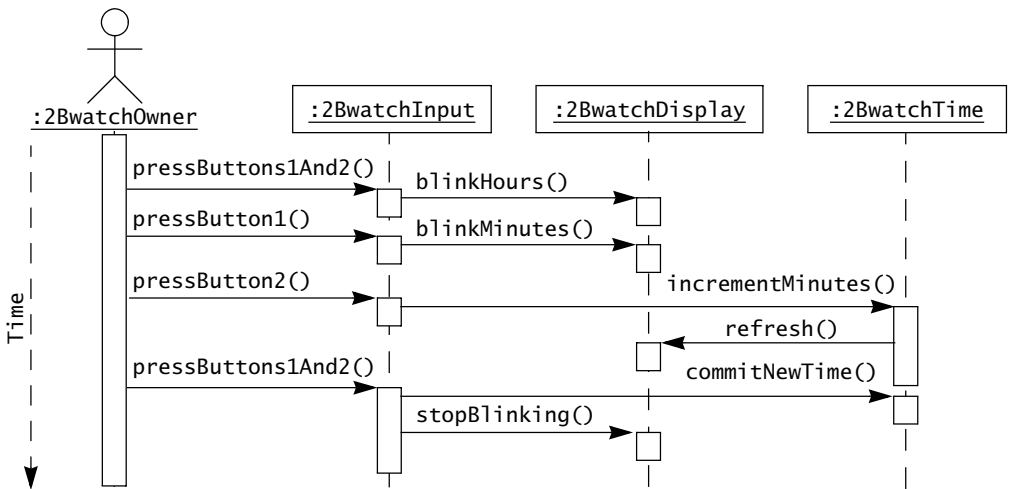 :2BwatchOwner
:2BwatchInput
:2BwatchDisplay
:2BwatchTime
pressButtons1And2()
blinkHours()
pressButton1()
blinkMinutes()
pressButton2()
incrementMinutes()
Time
refresh()
pressButtons1And2()
commitNewTime()
stopBlinking()